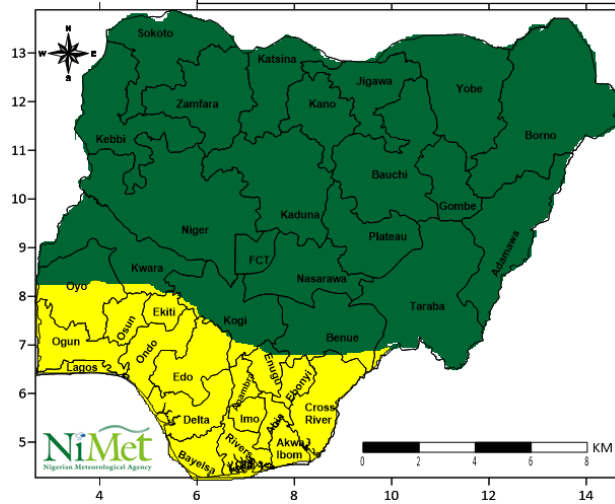 N
W E
S
Sokoto
Katsina
Jigawa
Yobe
Zamfara
Kano
Borno
Kebbi
Bauchi
Gombe
Kaduna
Niger
Plateau
Adamawa
FCT
Nasarawa
Kwara
Taraba
Oyo
Ekiti
Osun
Kogi
Benue
Ogun
Ondo
Enugu
Ebonyi
Lagos
Edo
Anambra
Cross
River
Imo
Abia
Delta
Rivers
Akwa
Ibom
Bayelsa
13
12
11
10
9
8
7
6
5
4 6 8 10 12 14
NiMet
Nigerian Meteorological Agency
0 2 4 6 8 KM